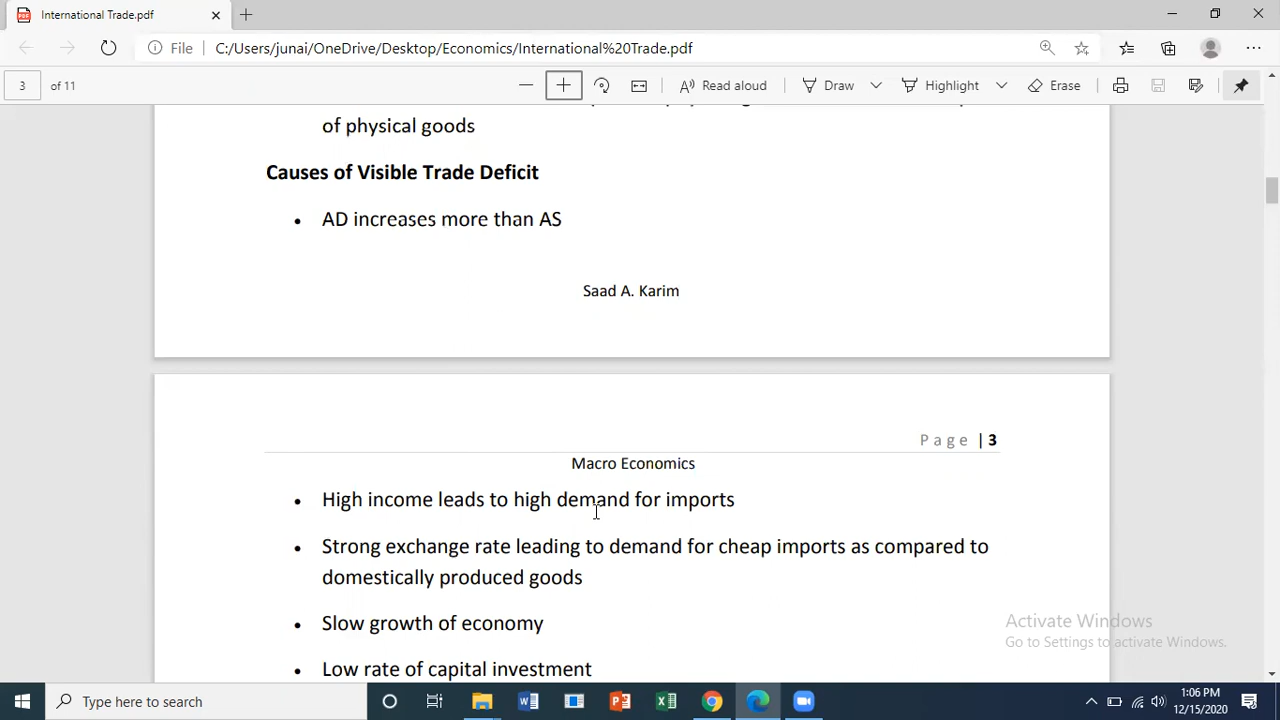 International Trade.pdf
File
C:/Users/junai/OneDrive/Desktop/Economics/International%20Trade.pdf
3 of 11
Read aloud
Draw
Highlight
Erase
of physical goods
Causes of Visible Trade Deficit
• AD increases more than AS
Saad A. Karim
Page | 3
Macro Economics
• High income leads to high demand for imports
• Strong exchange rate leading to demand for cheap imports as compared to
domestically produced goods
• Slow growth of economy
• Low rate of capital investment
Activate Windows
Go to Settings to activate Windows.
Type here to search
1:06 PM
12/15/2020